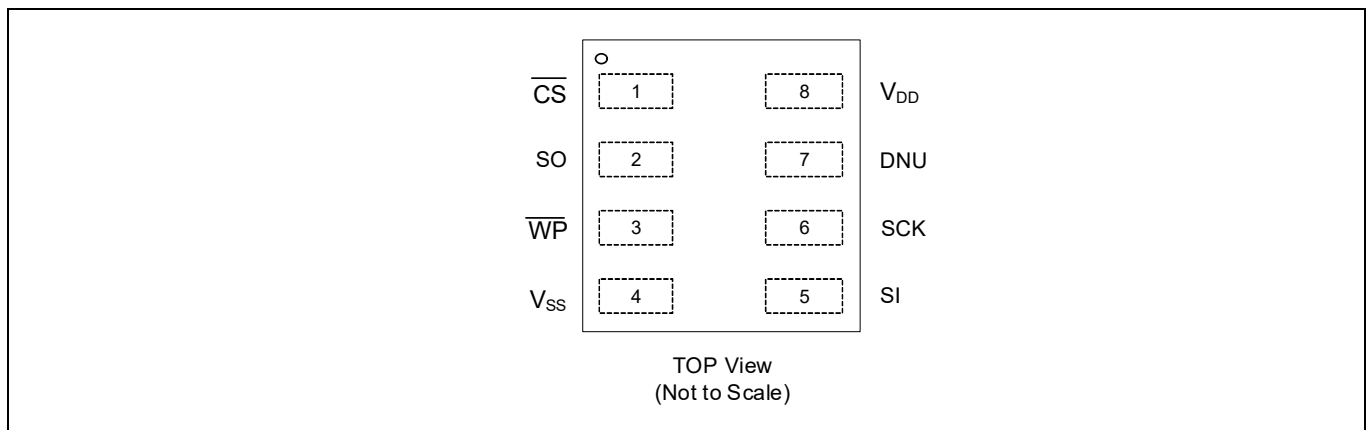 CS 1 8 VDD
SO 2 7 DNU
WP 3 6 SCK
VSS 4 5 SI
TOP View
(Not to Scale)